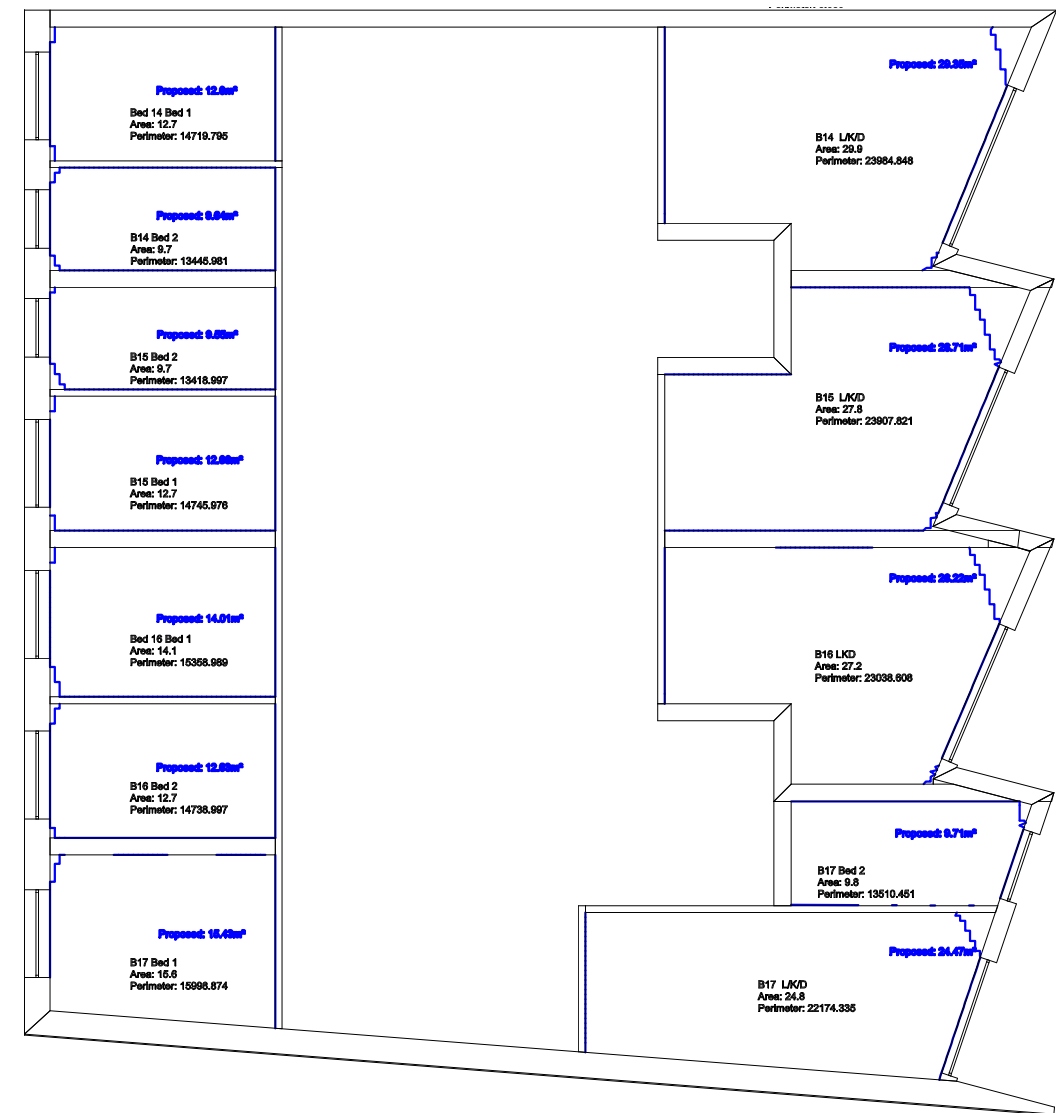 Proposed: 12.6m²
Bed 14 Bed 1
Area: 12.7
Perimeter: 14719.795
Proposed: 9.64m²
B14 Bed 2
Area: 9.7
Perimeter: 13445.981
Proposed: 9.55m²
B15 Bed 2
Area: 9.7
Perimeter: 13418.997
Proposed: 12.66m²
B15 Bed 1
Area: 12.7
Perimeter: 14745.976
Proposed: 14.01m²
Bed 16 Bed 1
Area: 14.1
Perimeter: 15358.989
Proposed: 12.63m²
B16 Bed 2
Area: 12.7
Perimeter: 14738.997
Proposed: 15.43m²
B17 Bed 1
Area: 15.6
Perimeter: 15998.874
Proposed: 29.35m²
B14 L/K/D
Area: 29.9
Perimeter: 23984.848
Proposed: 26.71m²
B15 L/K/D
Area: 27.8
Perimeter: 23907.821
Proposed: 26.22m²
B16 LKD
Area: 27.2
Perimeter: 23038.608
Proposed: 9.71m²
B17 Bed 2
Area: 9.8
Perimeter: 13510.451
Proposed: 24.47m²
B17 L/K/D
Area: 24.8
Perimeter: 22174.335